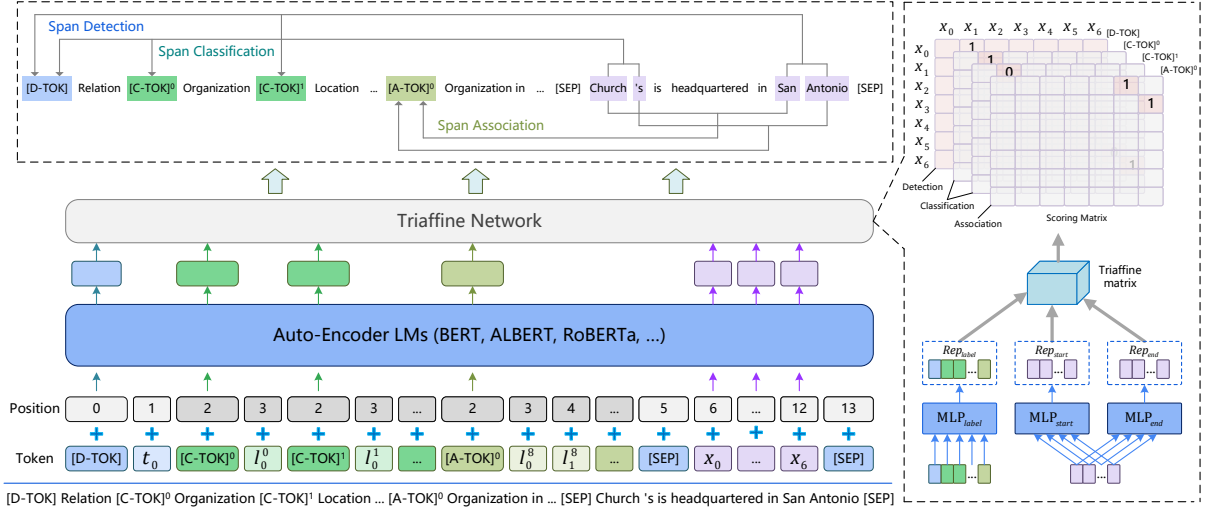 Span Detection
Span Classification
[D-TOK] Relation [C-TOK]⁰ Organization [C-TOK]¹ Location ... [A-TOK]⁰ Organization in ... [SEP] Church 's is headquartered in San Antonio [SEP]
Span Association
Triaffine Network
Auto-Encoder LMs (BERT, ALBERT, RoBERTa, ...)
Position 0 1 2 3 2 3 ... 2 3 4 ... 5 6 ... 12 13
+ + + + + + + + + + + + + + + +
Token [D-TOK] t₀ [C-TOK]⁰ l₀⁰ [C-TOK]¹ l₀¹ ... [A-TOK]⁰ l₀⁸ l₁⁸ ... [SEP] x₀ ... x₆ [SEP]
[D-TOK] Relation [C-TOK]⁰ Organization [C-TOK]¹ Location ... [A-TOK]⁰ Organization in ... [SEP] Church 's is headquartered in San Antonio [SEP]
x₀ x₁ x₂ x₃ x₄ x₅ x₆
[D-TOK]
[C-TOK]⁰
[C-TOK]¹
[A-TOK]⁰
x₀ 1
x₁ 1 0
x₂ 1
x₃ 1
x₄
x₅
x₆ 1
Detection
Classification
Association
Scoring Matrix
Triaffine
matrix
Rep_label Rep_start Rep_end
... ... ...
MLP_label MLP_start MLP_end
... ...